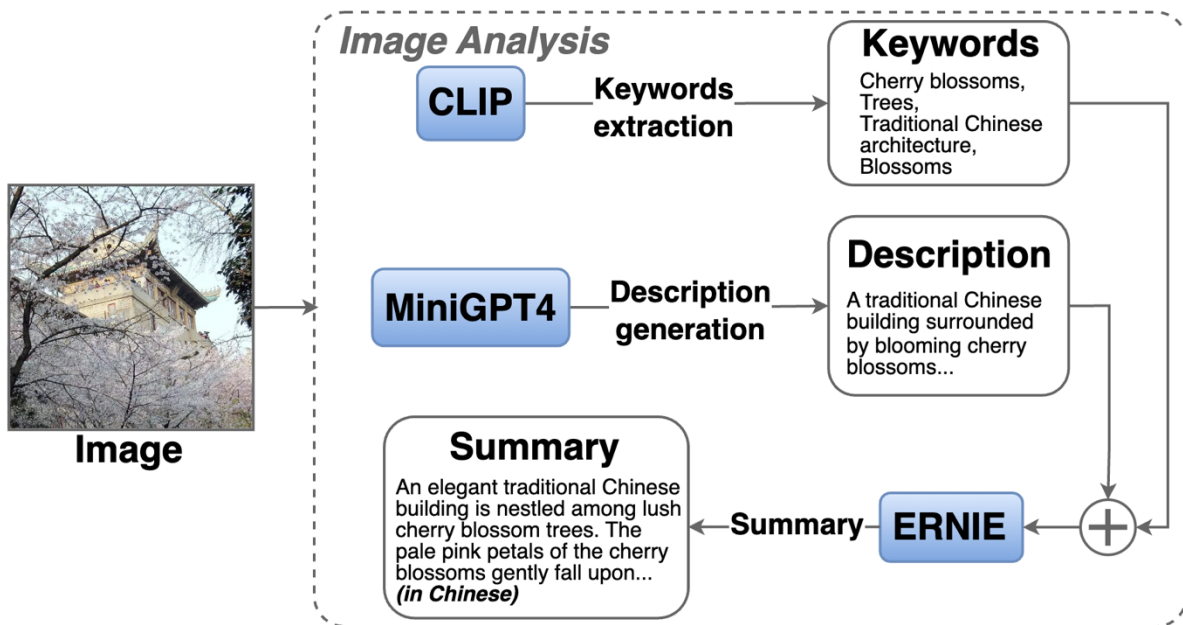 Image Analysis
CLIP
Keywords
extraction
Keywords
Cherry blossoms,
Trees,
Traditional Chinese
architecture,
Blossoms
Image
MiniGPT4
Description
generation
Description
A traditional Chinese
building surrounded
by blooming cherry
blossoms...
Summary
An elegant traditional Chinese
building is nestled among lush
cherry blossom trees. The
pale pink petals of the cherry
blossoms gently fall upon...
(in Chinese)
Summary
ERNIE